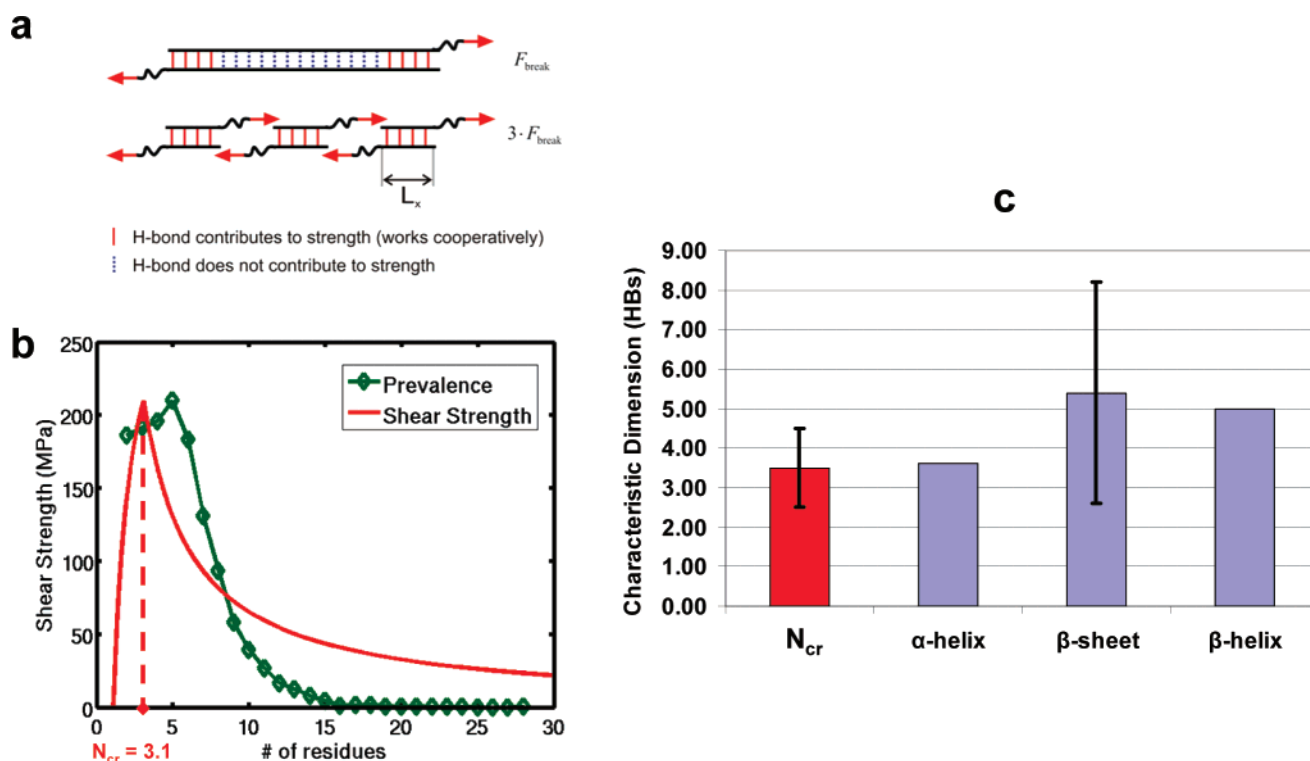 a
F_break
3 · F_break
L_x
H-bond contributes to strength (works cooperatively)
H-bond does not contribute to strength
b
250
200
150
100
50
0
Shear Strength (MPa)
Prevalence
Shear Strength
0 5 10 15 20 25 30
N_cr = 3.1
# of residues
c
9.00
8.00
7.00
6.00
5.00
4.00
3.00
2.00
1.00
0.00
Characteristic Dimension (HBs)
N_cr α-helix β-sheet β-helix